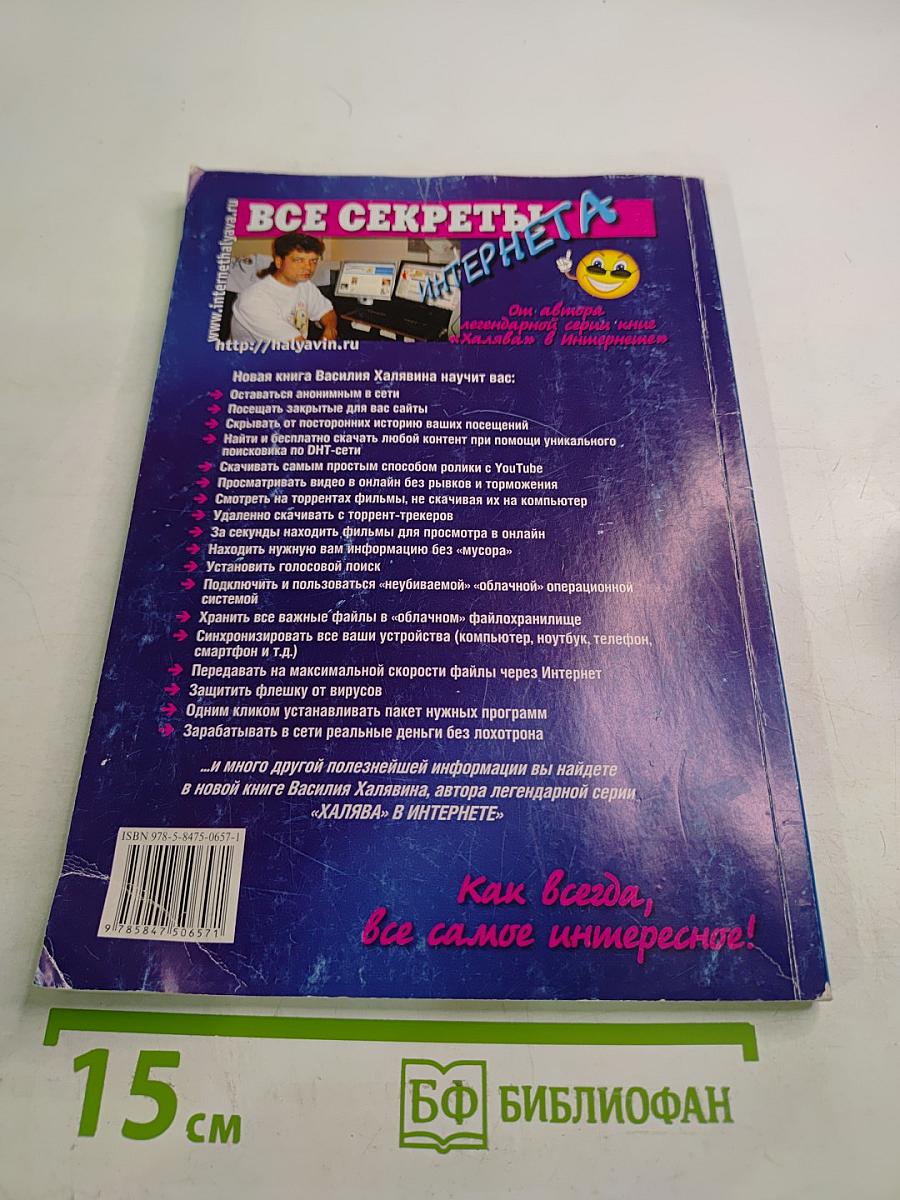 www.internethalyava.ru
ВСЕ СЕКРЕТЫ
ИНТЕРНЕТА
От автора
легендарной серии книг
«Халява» в Интернете»
http://halyavin.ru
Новая книга Василия Халявина научит вас:
Оставаться анонимным в сети
Посещать закрытые для вас сайты
Скрывать от посторонних историю ваших посещений
Найти и бесплатно скачать любой контент при помощи уникального
поисковика по DHT-сети
Скачивать самым простым способом ролики с YouTube
Просматривать видео в онлайн без рывков и торможения
Смотреть на торрентах фильмы, не скачивая их на компьютер
Удаленно скачивать с торрент-трекеров
За секунды находить фильмы для просмотра в онлайн
Находить нужную вам информацию без «мусора»
Установить голосовой поиск
Подключить и пользоваться «неубиваемой» «облачной» операционной
системой
Хранить все важные файлы в «облачном» файлохранилище
Синхронизировать все ваши устройства (компьютер, ноутбук, телефон,
смартфон и т.д.)
Передавать на максимальной скорости файлы через Интернет
Защитить флешку от вирусов
Одним кликом устанавливать пакет нужных программ
Зарабатывать в сети реальные деньги без лохотрона
...и много другой полезнейшей информации вы найдете
в новой книге Василия Халявина, автора легендарной серии
«ХАЛЯВА» В ИНТЕРНЕТЕ»
ISBN 978-5-8475-0657-1
9 785847 506571
Как всегда,
все самое интересное!
15 см
БФ БИБЛИОФАН